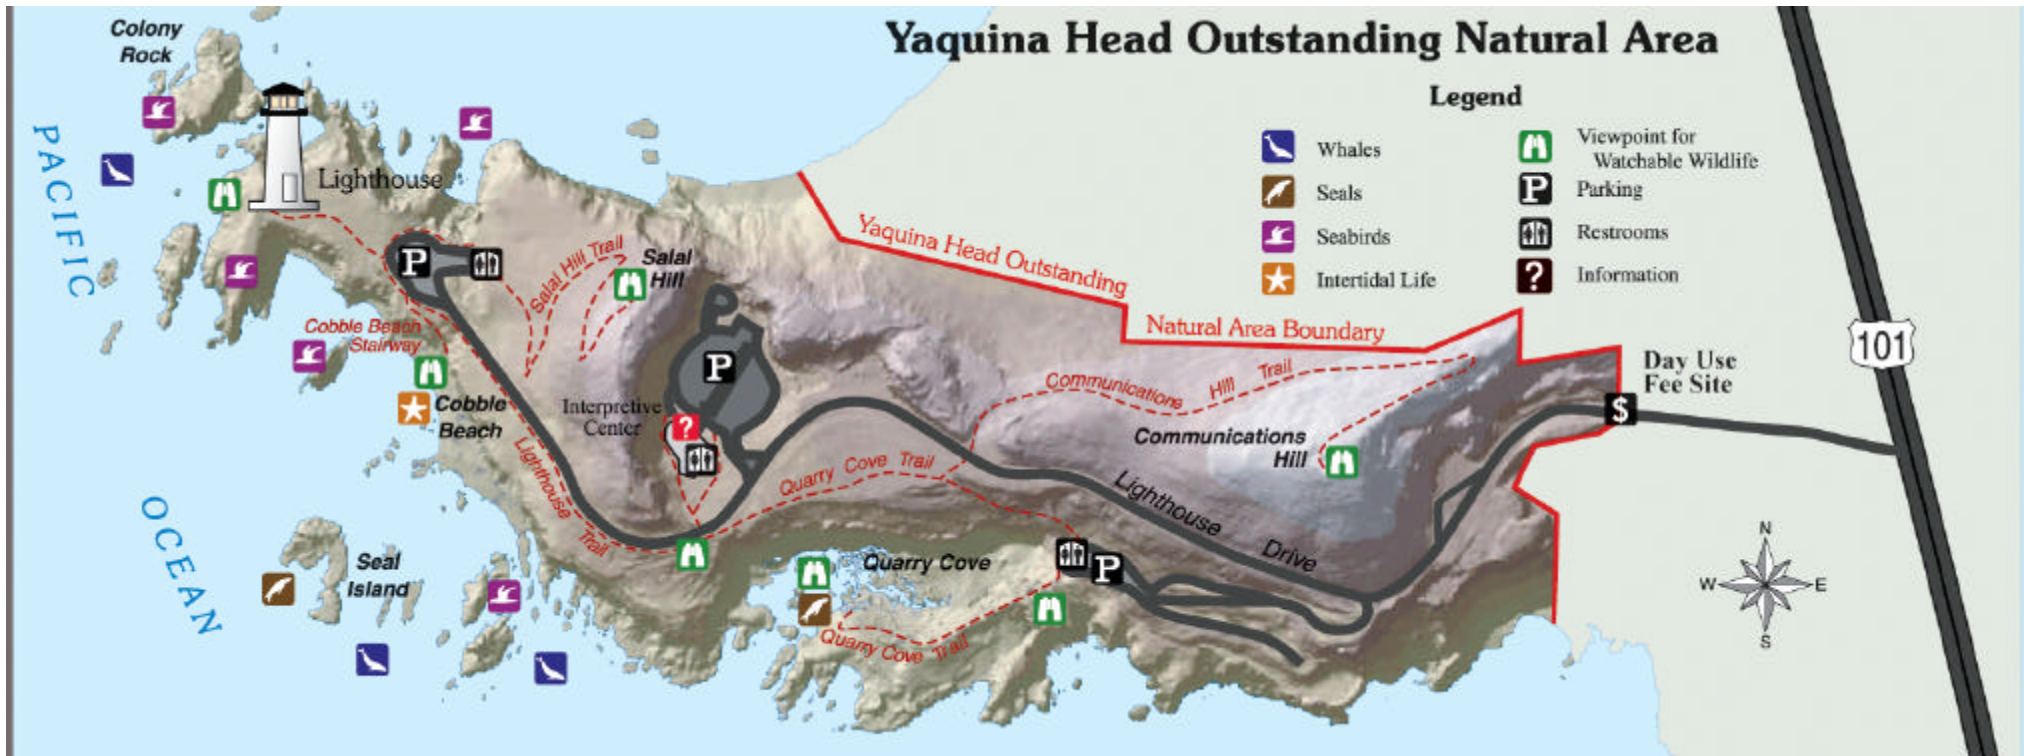 Yaquina Head Outstanding Natural Area
Legend
Whales
Seals
Seabirds
Intertidal Life
Viewpoint for
Watchable Wildlife
P Parking
Restrooms
? Information
Colony
Rock
PACIFIC
OCEAN
Lighthouse
P
Salal Hill Trail
Salal
Hill
Cobble Beach
Stairway
Cobble
Beach
Interpretive
Center
P
?
Lighthouse
Trail
Seal
Island
Quarry Cove Trail
Quarry Cove
Quarry Cove Trail
P
Yaquina Head Outstanding
Natural Area Boundary
Communications Hill Trail
Communications
Hill
Lighthouse Drive
Day Use
Fee Site
$
101
N
W E
S